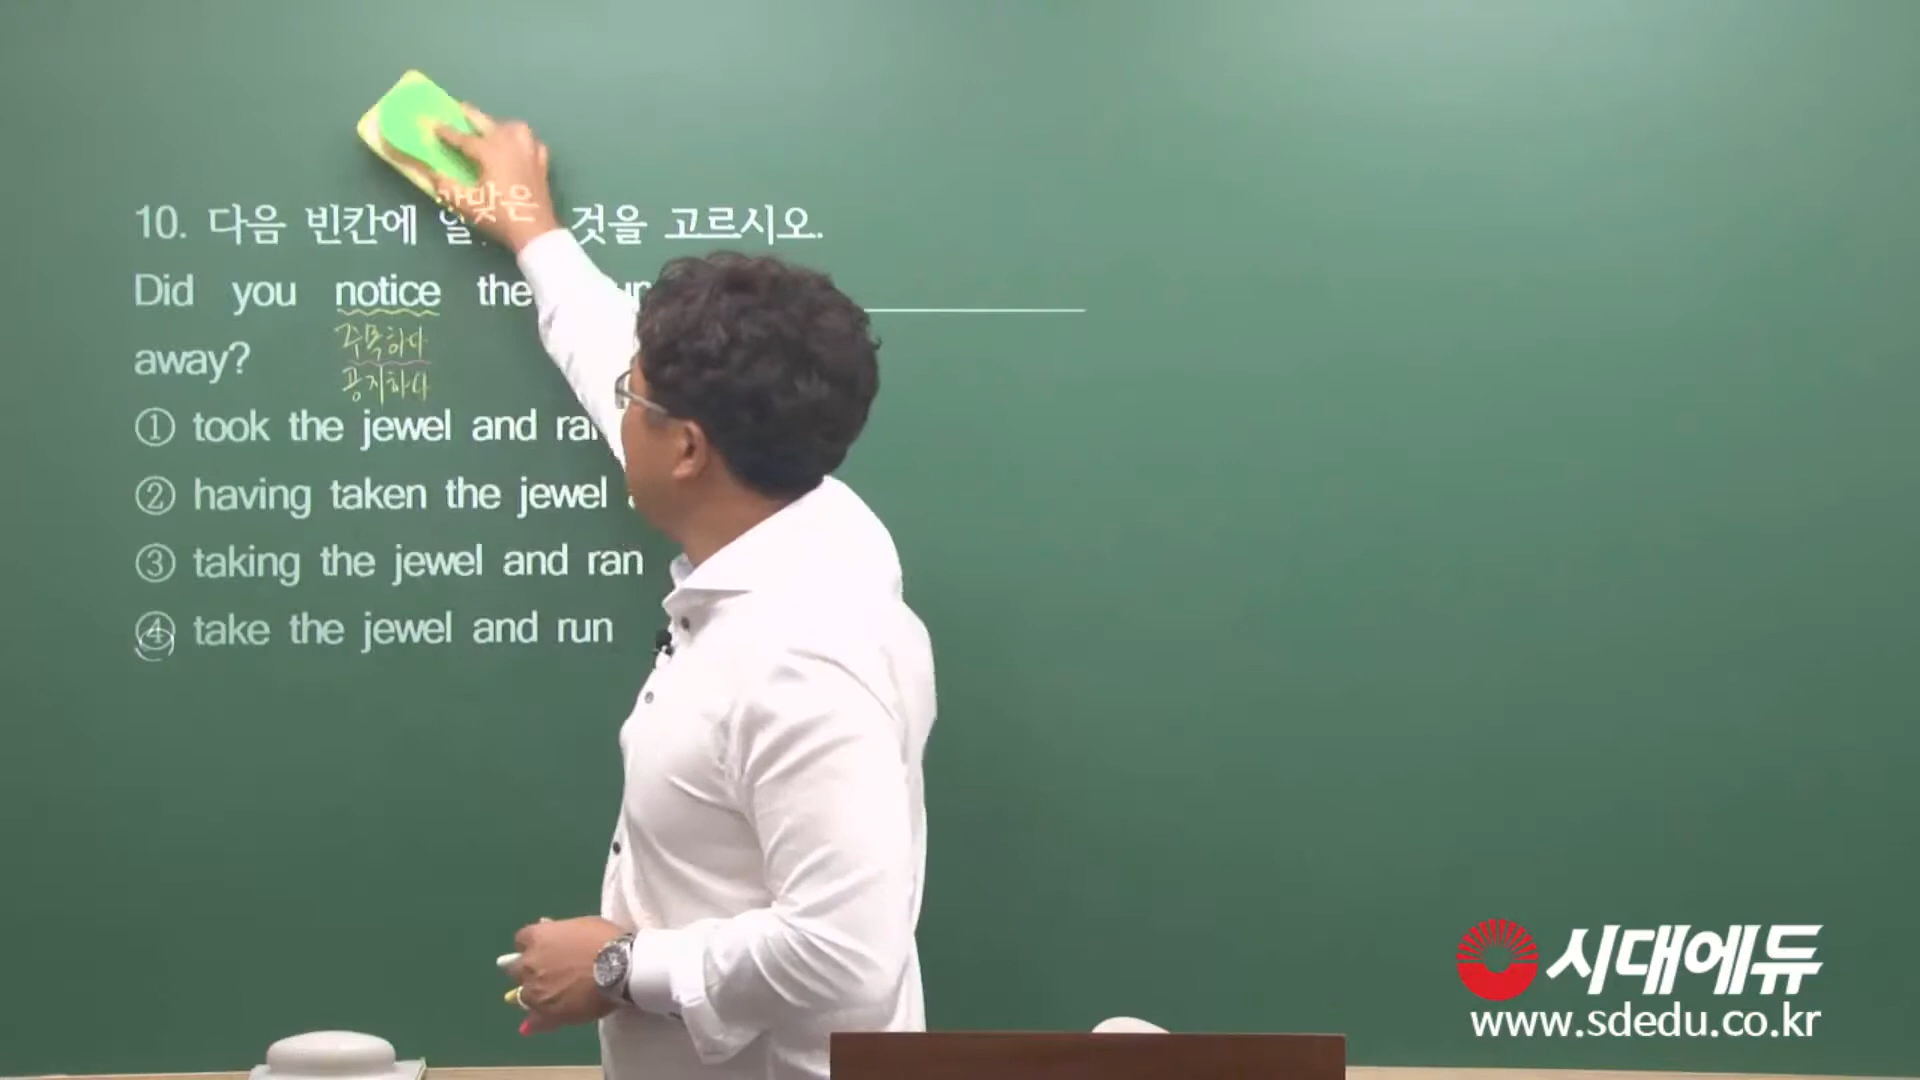 10. 다음 빈칸에 알맞은 것을 고르시오.
Did you notice the
주목하다
away?
공지하다
① took the jewel and ran
② having taken the jewel
③ taking the jewel and ran
④ take the jewel and run
시대에듀
www.sdedu.co.kr